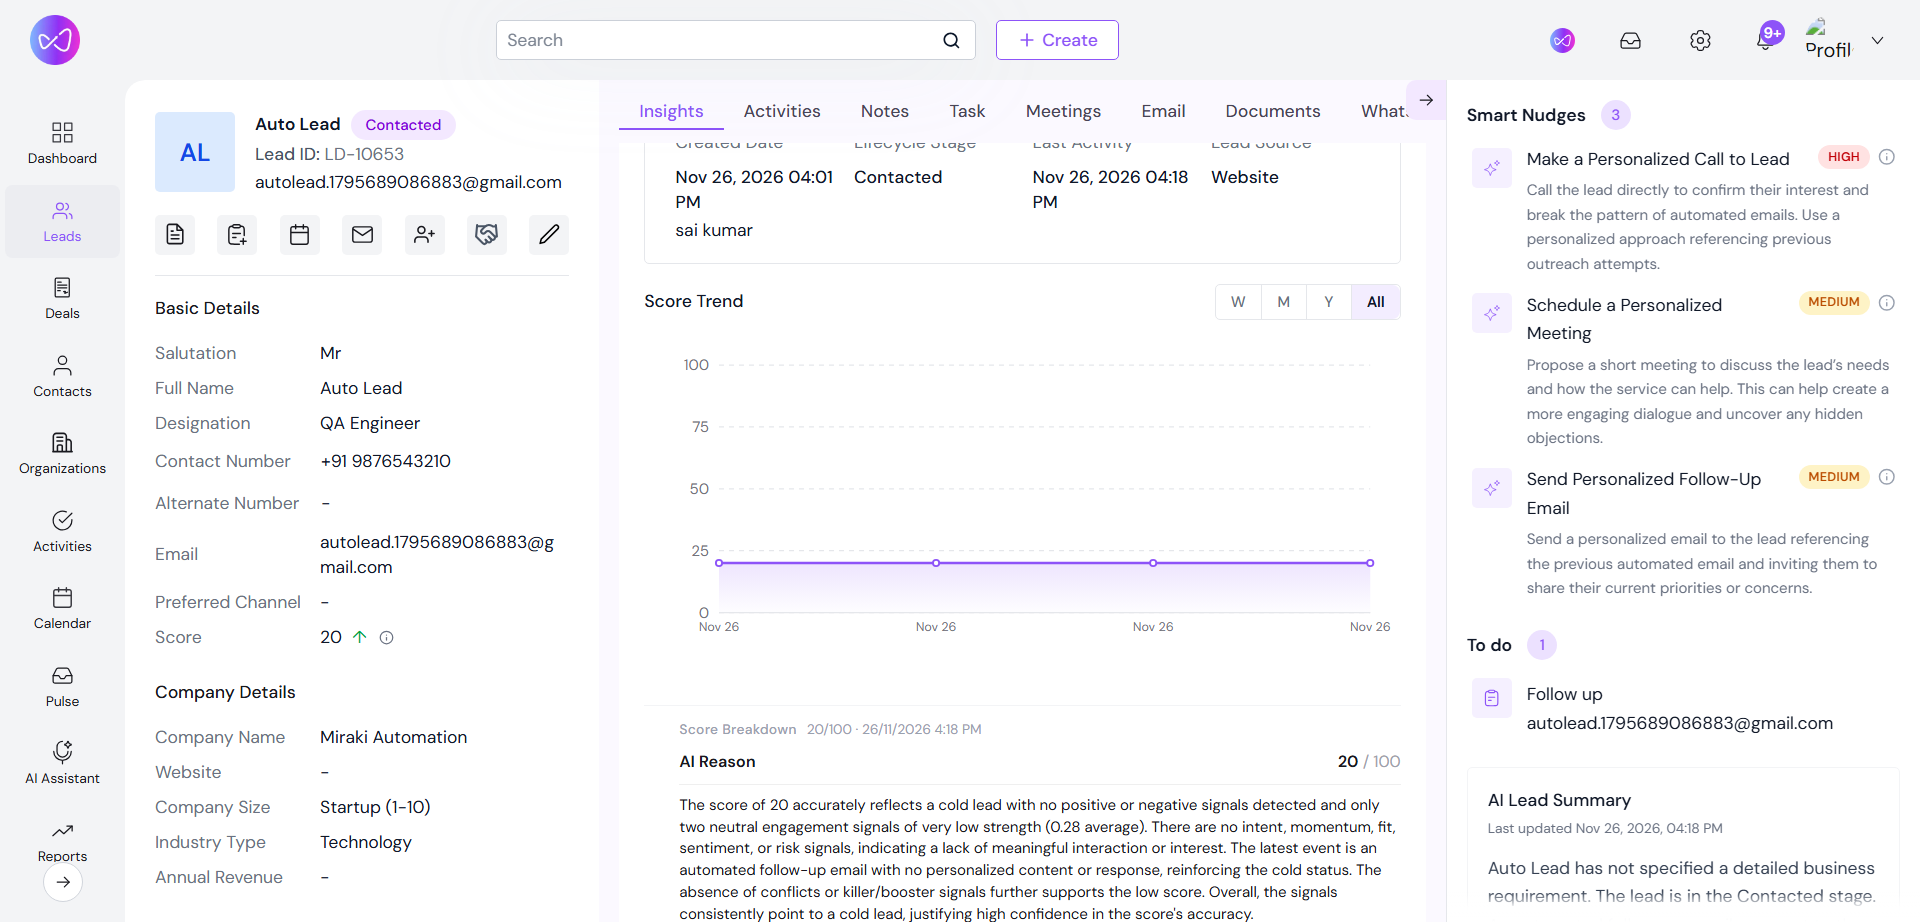 Search
+ Create
9+
Profil
Dashboard
Leads
Deals
Contacts
Organizations
Activities
Calendar
Pulse
AI Assistant
Reports
AL
Auto Lead
Contacted
Lead ID: LD-10653
autolead.1795689086883@gmail.com
Basic Details
Salutation Mr
Full Name Auto Lead
Designation QA Engineer
Contact Number +91 9876543210
Alternate Number -
Email autolead.1795689086883@g
mail.com
Preferred Channel -
Score 20
Company Details
Company Name Miraki Automation
Website -
Company Size Startup (1-10)
Industry Type Technology
Annual Revenue -
Insights Activities Notes Task Meetings Email Documents What
Created Date Lifecycle Stage Last Activity Lead Source
Nov 26, 2026 04:01 Contacted Nov 26, 2026 04:18 Website
PM PM
sai kumar
Score Trend
W M Y All
100
75
50
25
0
Nov 26 Nov 26 Nov 26 Nov 26
Score Breakdown 20/100 · 26/11/2026 4:18 PM
AI Reason 20 / 100
The score of 20 accurately reflects a cold lead with no positive or negative signals detected and only
two neutral engagement signals of very low strength (0.28 average). There are no intent, momentum, fit,
sentiment, or risk signals, indicating a lack of meaningful interaction or interest. The latest event is an
automated follow-up email with no personalized content or response, reinforcing the cold status. The
absence of conflicts or killer/booster signals further supports the low score. Overall, the signals
consistently point to a cold lead, justifying high confidence in the score's accuracy.
Smart Nudges 3
Make a Personalized Call to Lead HIGH
Call the lead directly to confirm their interest and
break the pattern of automated emails. Use a
personalized approach referencing previous
outreach attempts.
Schedule a Personalized MEDIUM
Meeting
Propose a short meeting to discuss the lead's needs
and how the service can help. This can help create a
more engaging dialogue and uncover any hidden
objections.
Send Personalized Follow-Up MEDIUM
Email
Send a personalized email to the lead referencing
the previous automated email and inviting them to
share their current priorities or concerns.
To do 1
Follow up
autolead.1795689086883@gmail.com
AI Lead Summary
Last updated Nov 26, 2026, 04:18 PM
Auto Lead has not specified a detailed business
requirement. The lead is in the Contacted stage.